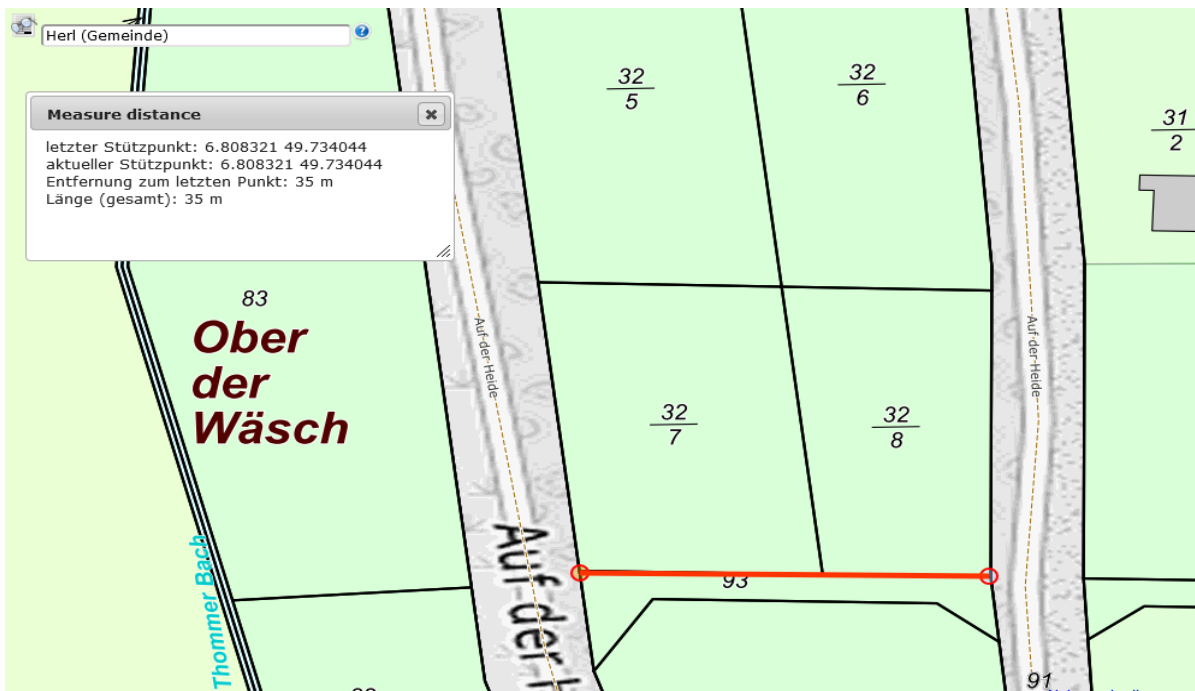 Herl (Gemeinde)
Measure distance
letzter Stützpunkt: 6.808321 49.734044
aktueller Stützpunkt: 6.808321 49.734044
Entfernung zum letzten Punkt: 35 m
Länge (gesamt): 35 m
32
5
32
6
31
2
83
Ober
der
Wäsch
Auf-der-Heide
Auf-der-Heide
32
7
32
8
Thommer Bach
Auf-der-H
93
91